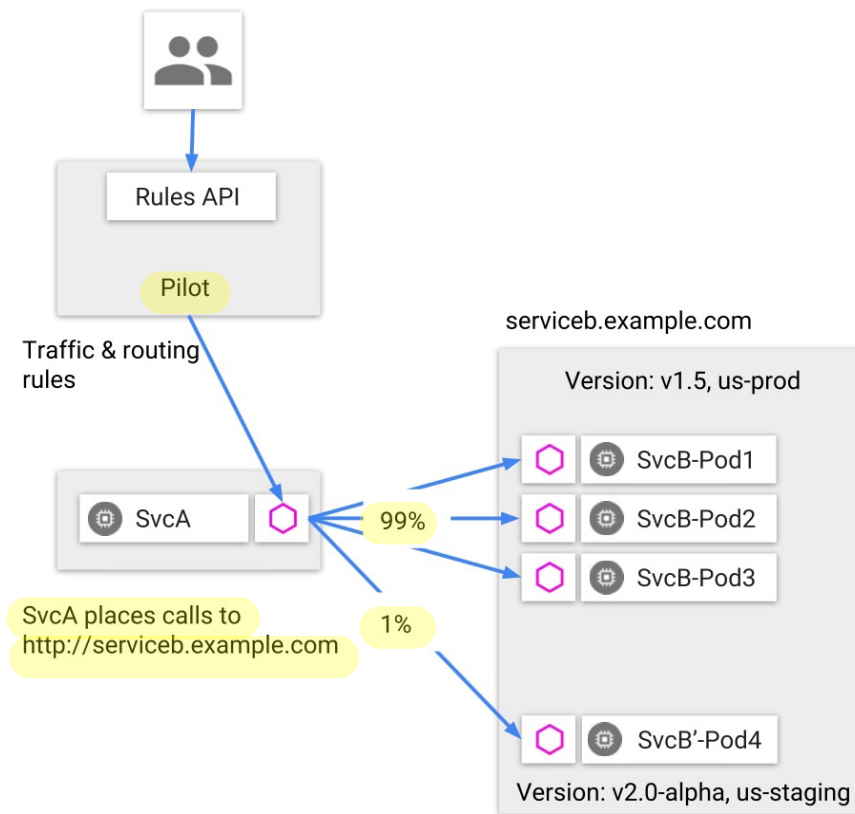 Rules API
Pilot
Traffic & routing
rules
serviceb.example.com
Version: v1.5, us-prod
SvcB-Pod1
SvcA
99%
SvcB-Pod2
SvcB-Pod3
SvcA places calls to
http://serviceb.example.com
1%
SvcB’-Pod4
Version: v2.0-alpha, us-staging